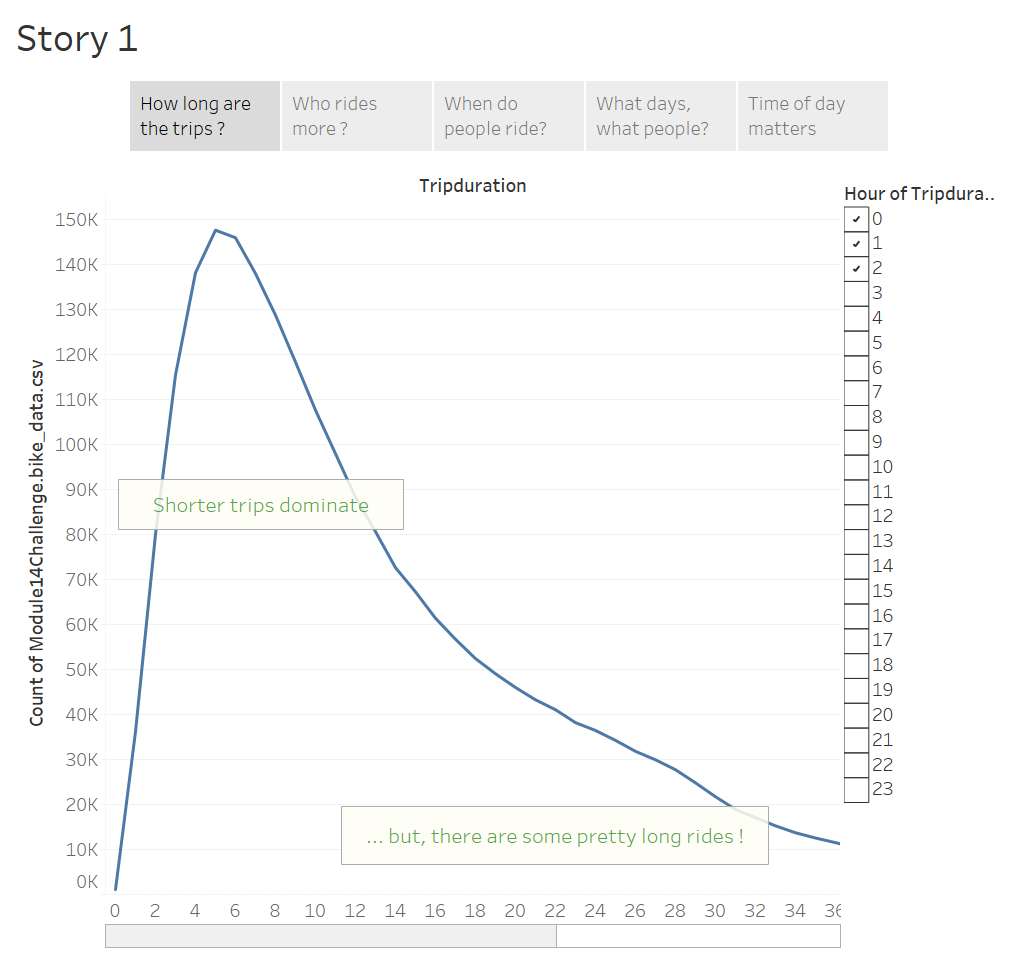 Story 1
How long are
the trips ?
Who rides
more ?
When do
people ride?
What days,
what people?
Time of day
matters
Tripduration
Hour of Tripdura..
0
1
2
3
4
5
6
7
8
9
10
11
12
13
14
15
16
17
18
19
20
21
22
23
Count of Module14Challenge.bike_data.csv
150K
140K
130K
120K
110K
100K
90K
80K
70K
60K
50K
40K
30K
20K
10K
0K
Shorter trips dominate
... but, there are some pretty long rides !
0 2 4 6 8 10 12 14 16 18 20 22 24 26 28 30 32 34 36